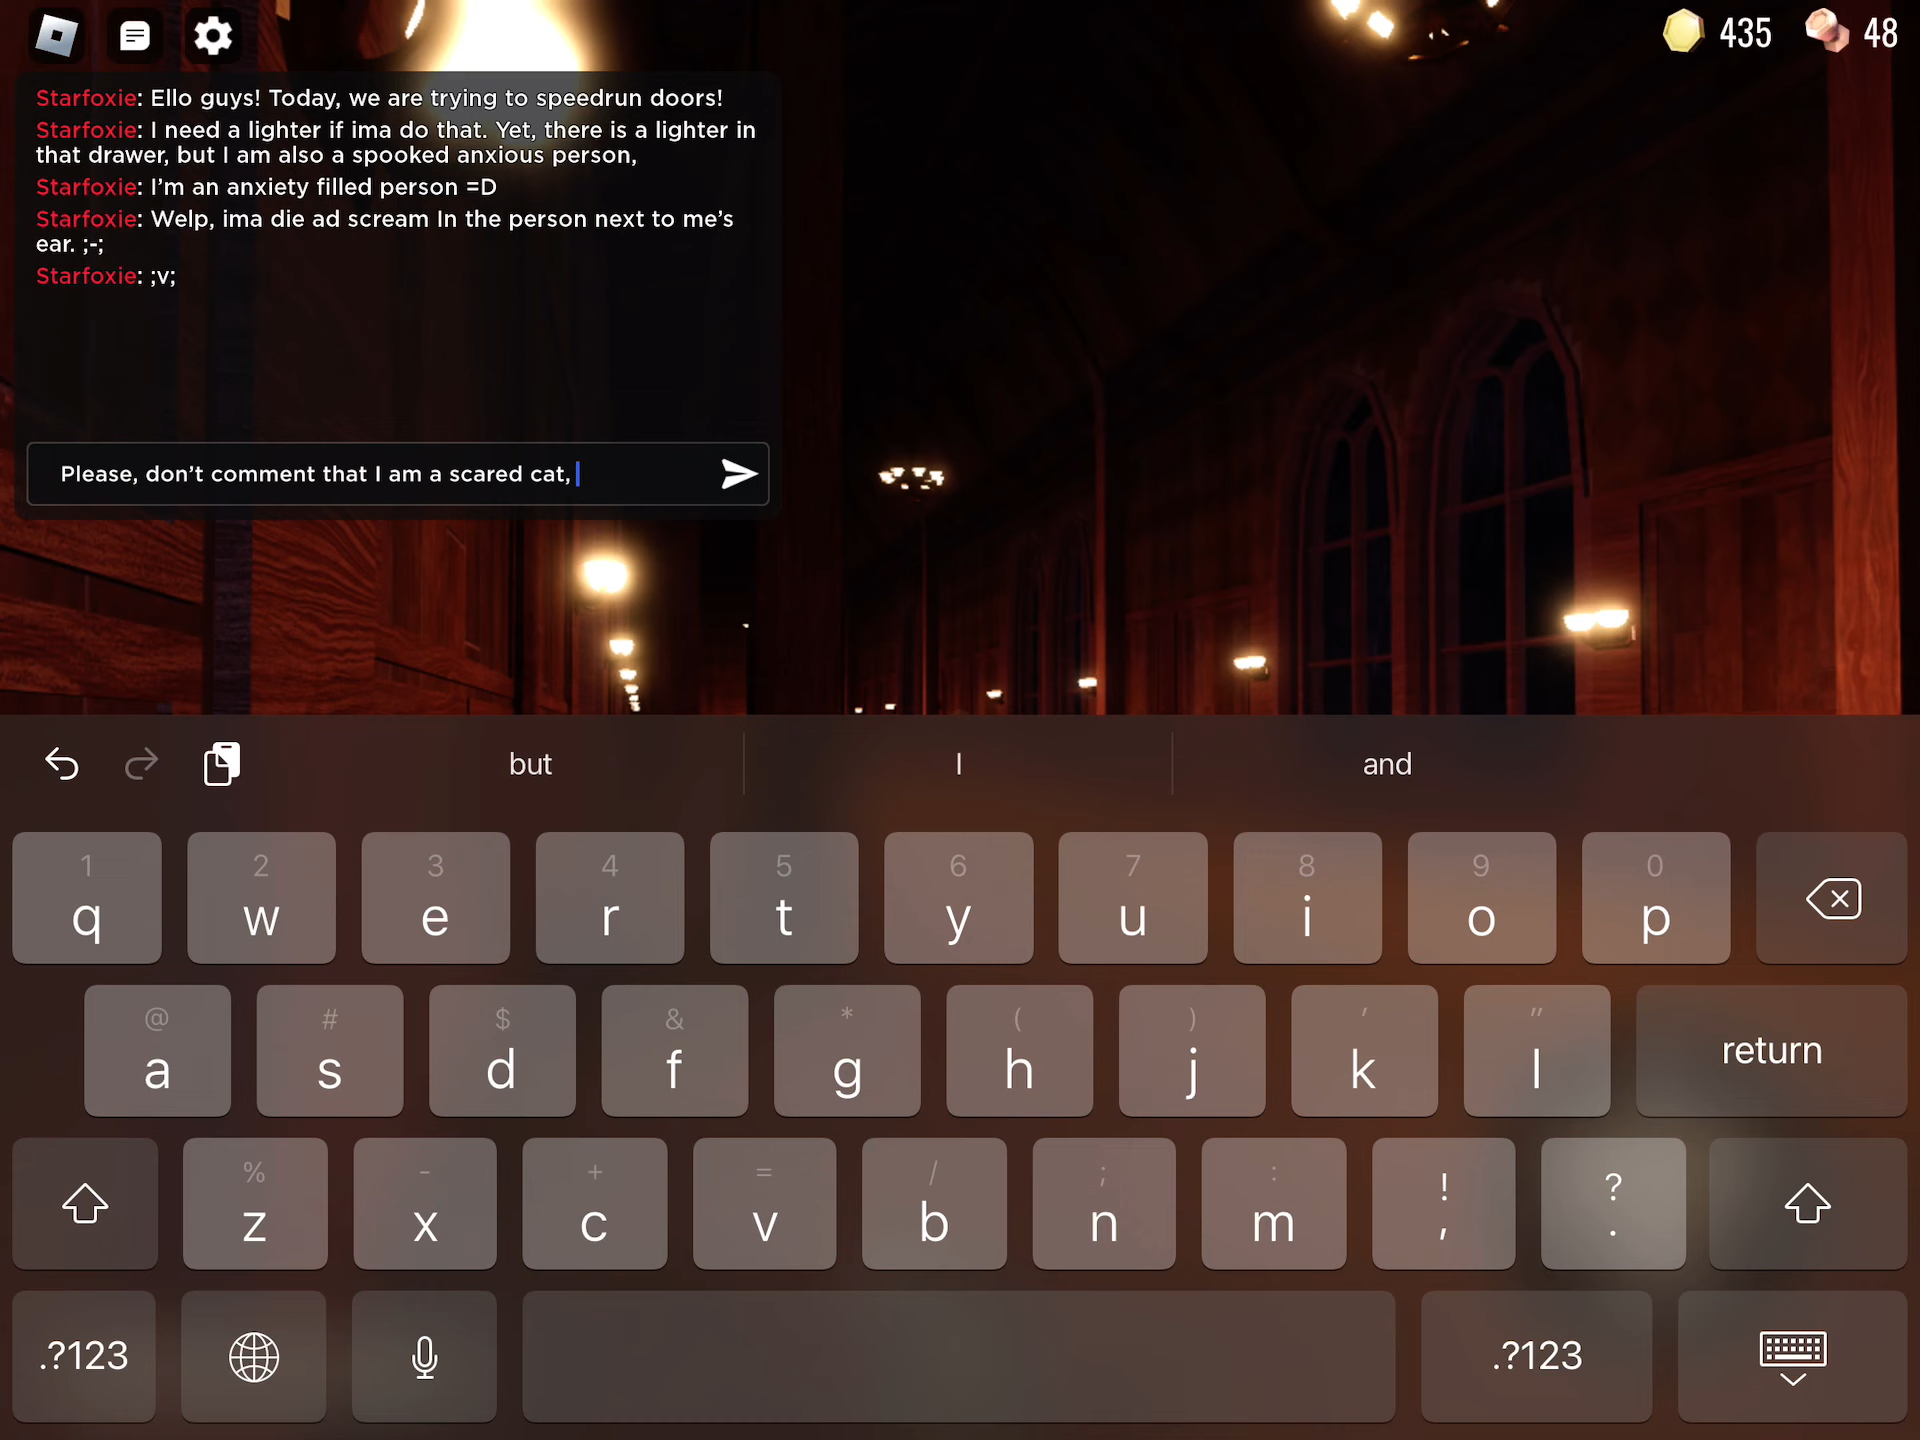 435 48
Starfoxie: Ello guys! Today, we are trying to speedrun doors!
Starfoxie: I need a lighter if ima do that. Yet, there is a lighter in
that drawer, but I am also a spooked anxious person,
Starfoxie: I’m an anxiety filled person =D
Starfoxie: Welp, ima die ad scream In the person next to me’s
ear. ;-;
Starfoxie: ;v;
Please, don’t comment that I am a scared cat,
but I and
1 2 3 4 5 6 7 8 9 0
q w e r t y u i o p
@ # $ & * ( ) ' "
a s d f g h j k l return
% - + = / ; : ! ?
z x c v b n m , .
.?123 .?123